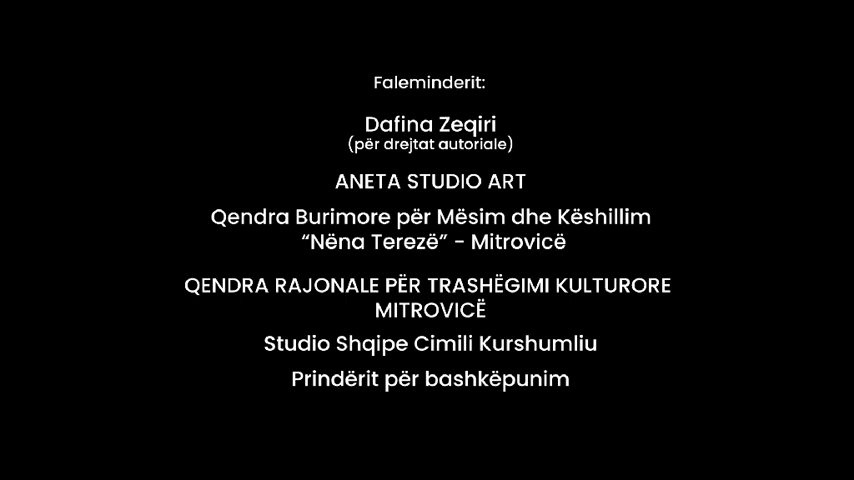 Faleminderit:
Dafina Zeqiri
(për drejtat autoriale)
ANETA STUDIO ART
Qendra Burimore për Mësim dhe Këshillim
“Nëna Terezë” - Mitrovicë
QENDRA RAJONALE PËR TRASHËGIMI KULTURORE
MITROVICË
Studio Shqipe Cimili Kurshumliu
Prindërit për bashkëpunim